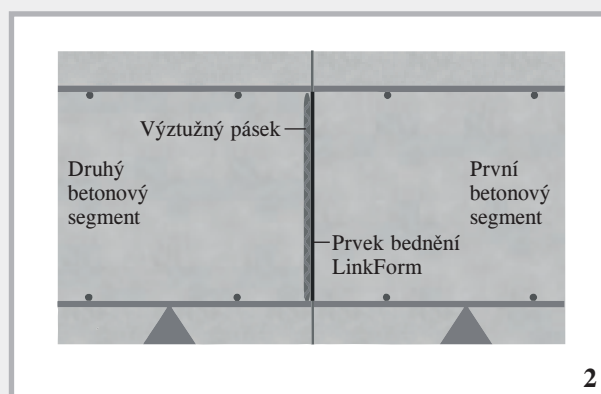 Výztužný pásek
Druhý
betonový
segment
První
betonový
segment
Prvek bednění
LinkForm
2